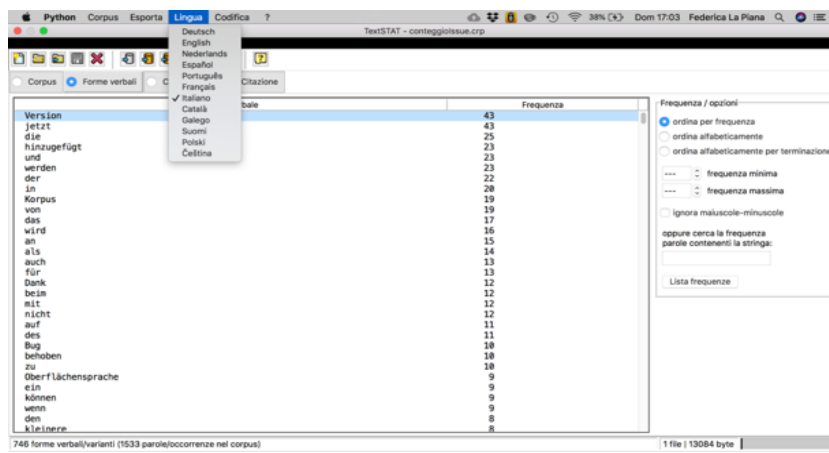 Python Corpus Esporta Lingua Codifica ? 38% Dom 17:03 Federica La Piana
TextSTAT - conteggioIssue.crp
Deutsch
English
Nederlands
Español
Português
Français
✓ Italiano
Català
Galego
Suomi
Polski
Čeština
Corpus Forme verbali C Citazione
bale Frequenza
Version 43
jetzt 43
die 25
hinzugefügt 23
und 23
werden 23
der 22
in 20
Korpus 19
von 19
das 17
wird 16
an 15
als 14
auch 13
für 13
Dank 12
beim 12
mit 12
nicht 12
auf 11
des 11
Bug 10
behoben 10
zu 10
Oberflächensprache 9
ein 9
können 9
wenn 9
den 8
kleinere 8
Frequenza / opzioni
ordina per frequenza
ordina alfabeticamente
ordina alfabeticamente per terminazione
--- frequenza minima
--- frequenza massima
ignora maiuscole-minuscole
oppure cerca la frequenza
parole contenenti la stringa:
Lista frequenze
746 forme verbali/varianti (1533 parole/occorrenze nel corpus) 1 file | 13084 byte